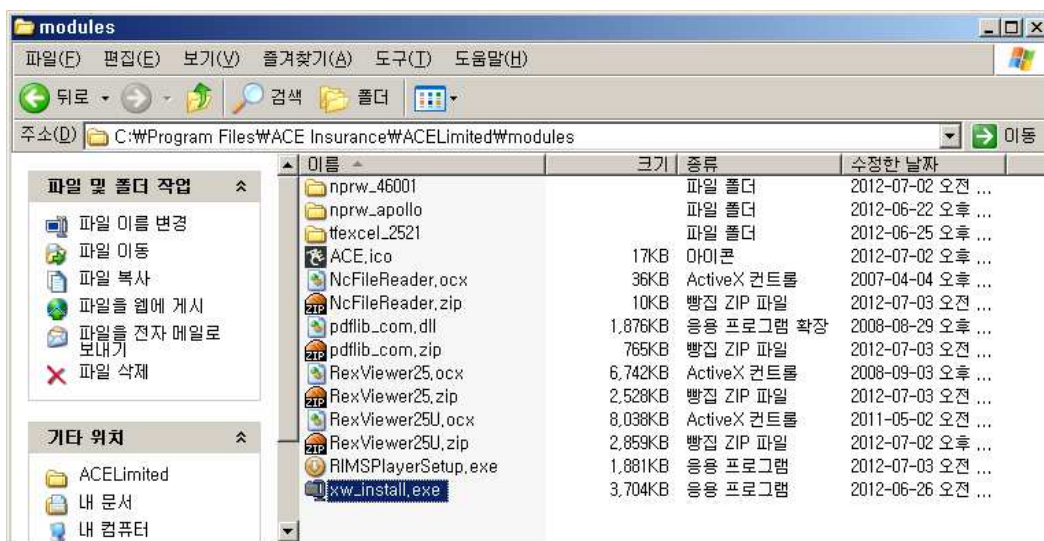 modules
파일(F) 편집(E) 보기(V) 즐겨찾기(A) 도구(T) 도움말(H)
뒤로 검색 폴더
주소(D) C:₩Program Files₩ACE Insurance₩ACELimited₩modules 이동
파일 및 폴더 작업
파일 이름 변경
파일 이동
파일 복사
파일을 웹에 게시
파일을 전자 메일로
보내기
파일 삭제
기타 위치
ACELimited
내 문서
내 컴퓨터
이름 크기 종류 수정한 날짜
nprw_46001 파일 폴더 2012-07-02 오전 ...
nprw_apollo 파일 폴더 2012-06-22 오후 ...
tfexcel_2521 파일 폴더 2012-06-25 오후 ...
ACE.ico 17KB 아이콘 2012-07-02 오전 ...
NcFileReader.ocx 36KB ActiveX 컨트롤 2007-04-04 오후 ...
ZIP NcFileReader.zip 10KB 빵집 ZIP 파일 2012-07-03 오전 ...
pdflib_com.dll 1,876KB 응용 프로그램 확장 2008-08-29 오후 ...
ZIP pdflib_com.zip 765KB 빵집 ZIP 파일 2012-07-03 오전 ...
RexViewer25.ocx 6,742KB ActiveX 컨트롤 2008-09-03 오후 ...
ZIP RexViewer25.zip 2,528KB 빵집 ZIP 파일 2012-07-03 오전 ...
RexViewer25U.ocx 8,038KB ActiveX 컨트롤 2011-05-02 오전 ...
ZIP RexViewer25U.zip 2,859KB 빵집 ZIP 파일 2012-07-02 오후 ...
RIMSPlayerSetup.exe 1,881KB 응용 프로그램 2012-07-03 오전 ...
xw_install.exe 3,704KB 응용 프로그램 2012-06-26 오전 ...